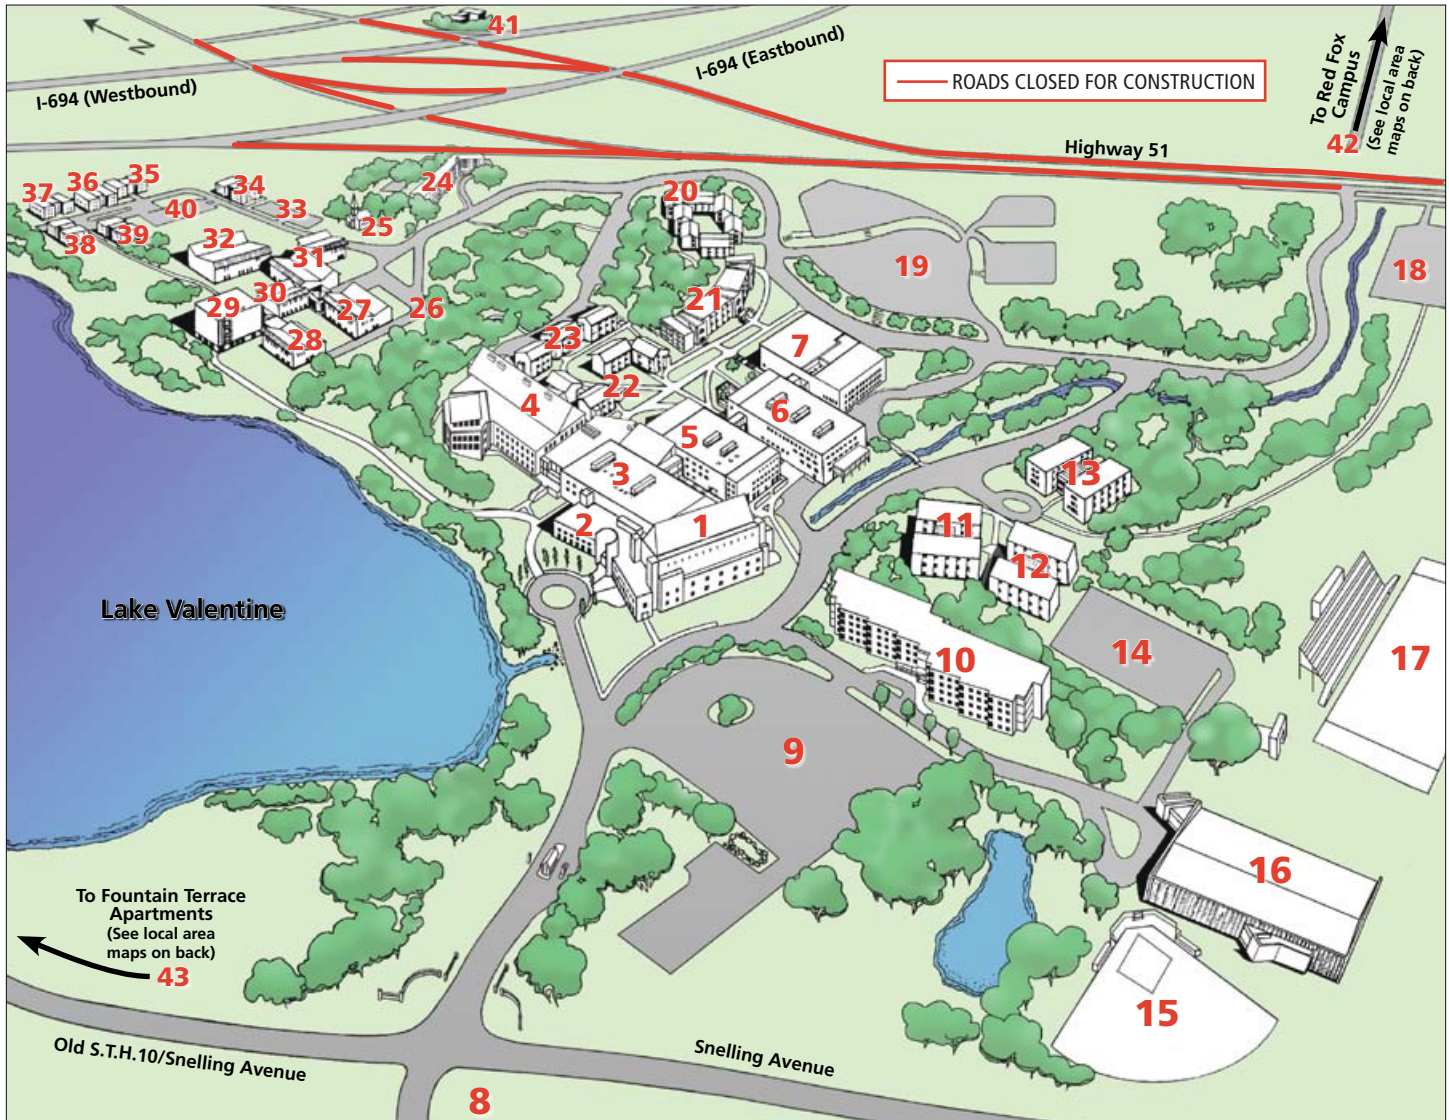 41
N
I-694 (Westbound)
I-694 (Eastbound)
ROADS CLOSED FOR CONSTRUCTION
To Red Fox
Campus
(See local area
maps on back)
42
Highway 51
37
36
35
34
33
40
38
39
32
31
24
25
20
19
18
29
30
27
26
28
21
23
22
7
4
6
5
3
2
1
13
11
12
Lake Valentine
10
14
17
9
16
15
To Fountain Terrace
Apartments
(See local area
maps on back)
43
Old S.T.H.10/Snelling Avenue
Snelling Avenue
8